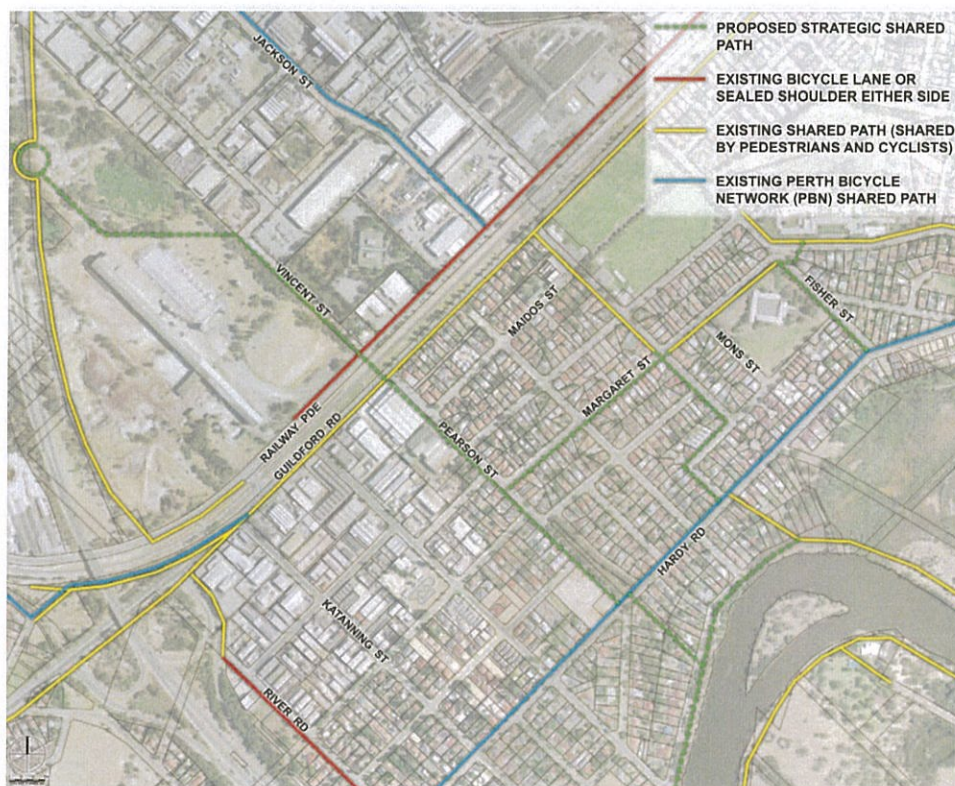 PROPOSED STRATEGIC SHARED
PATH
EXISTING BICYCLE LANE OR
SEALED SHOULDER EITHER SIDE
EXISTING SHARED PATH (SHARED
BY PEDESTRIANS AND CYCLISTS)
EXISTING PERTH BICYCLE
NETWORK (PBN) SHARED PATH
JACKSON ST
VINCENT ST
MAIDOS ST
FISHER ST
MONS ST
MARGARET ST
RAILWAY PDE
GUILDFORD RD
PEARSON ST
HARDY RD
KATANNING ST
RIVER RD